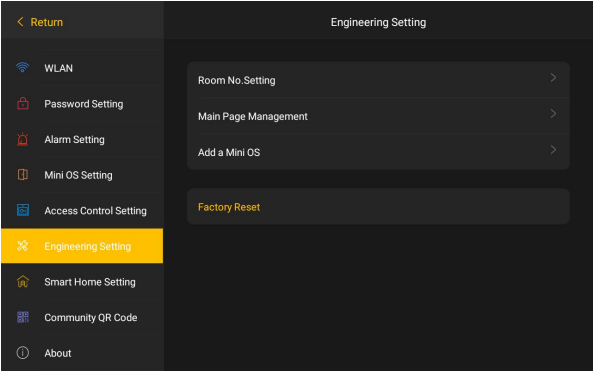 Return
Engineering Setting
WLAN
Password Setting
Alarm Setting
Mini OS Setting
Access Control Setting
Engineering Setting
Smart Home Setting
Community QR Code
About
Room No.Setting
Main Page Management
Add a Mini OS
Factory Reset